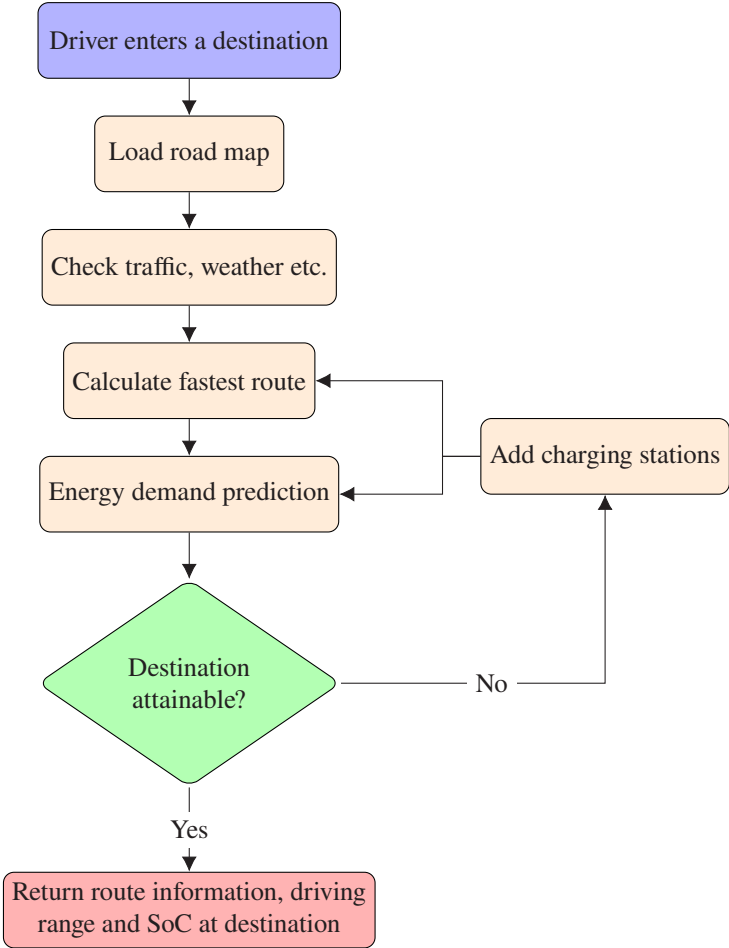 Driver enters a destination
Load road map
Check traffic, weather etc.
Calculate fastest route
Add charging stations
Energy demand prediction
Destination
attainable?
No
Yes
Return route information, driving
range and SoC at destination